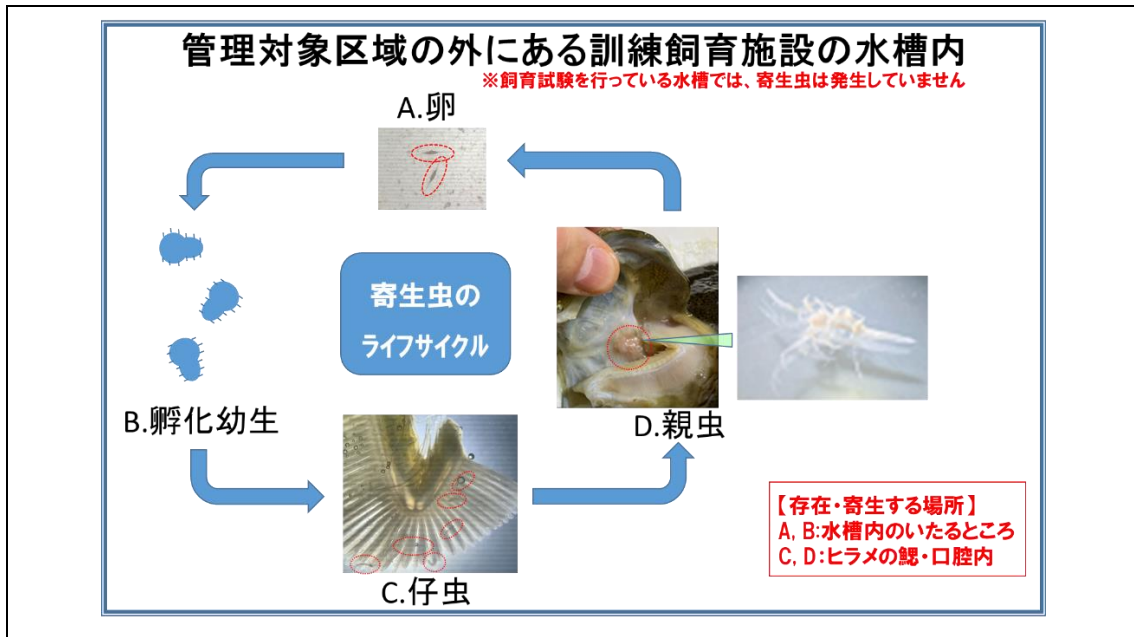 管理対象区域の外にある訓練飼育施設の水槽内
※飼育試験を行っている水槽では、寄生虫は発生していません
A.卵
寄生虫の
ライフサイクル
B.孵化幼生
D.親虫
C.仔虫
【存在・寄生する場所】
A, B:水槽内のいたるところ
C, D:ヒラメの鰓・口腔内